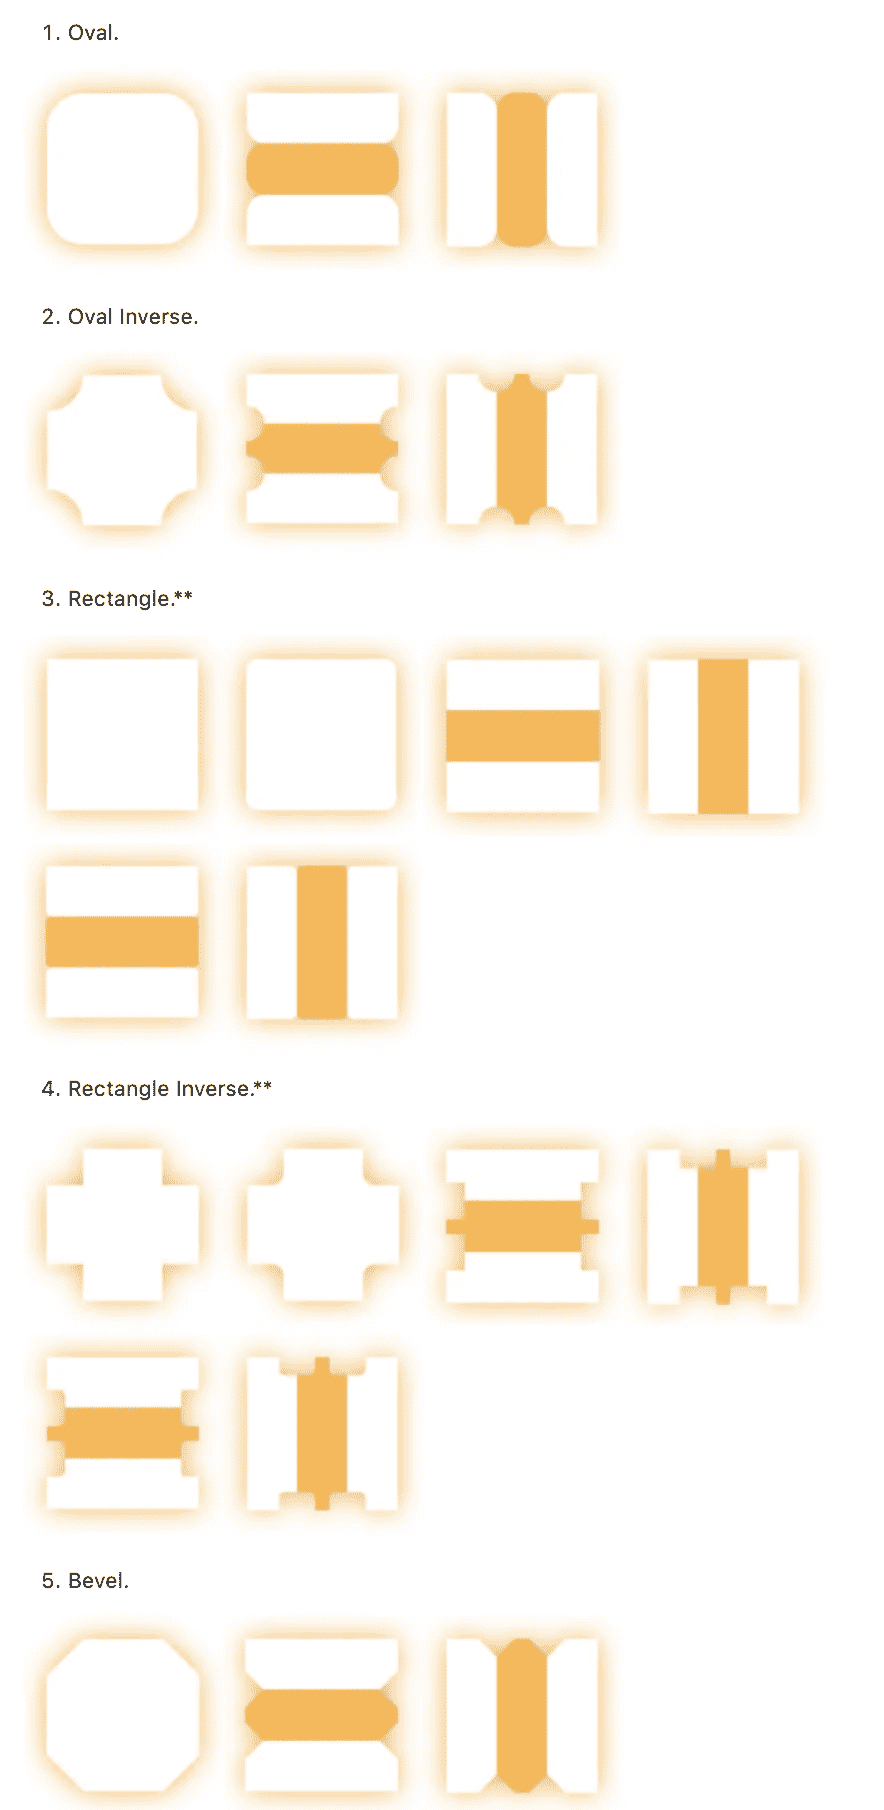 1. Oval.
2. Oval Inverse.
3. Rectangle.**
4. Rectangle Inverse.**
5. Bevel.